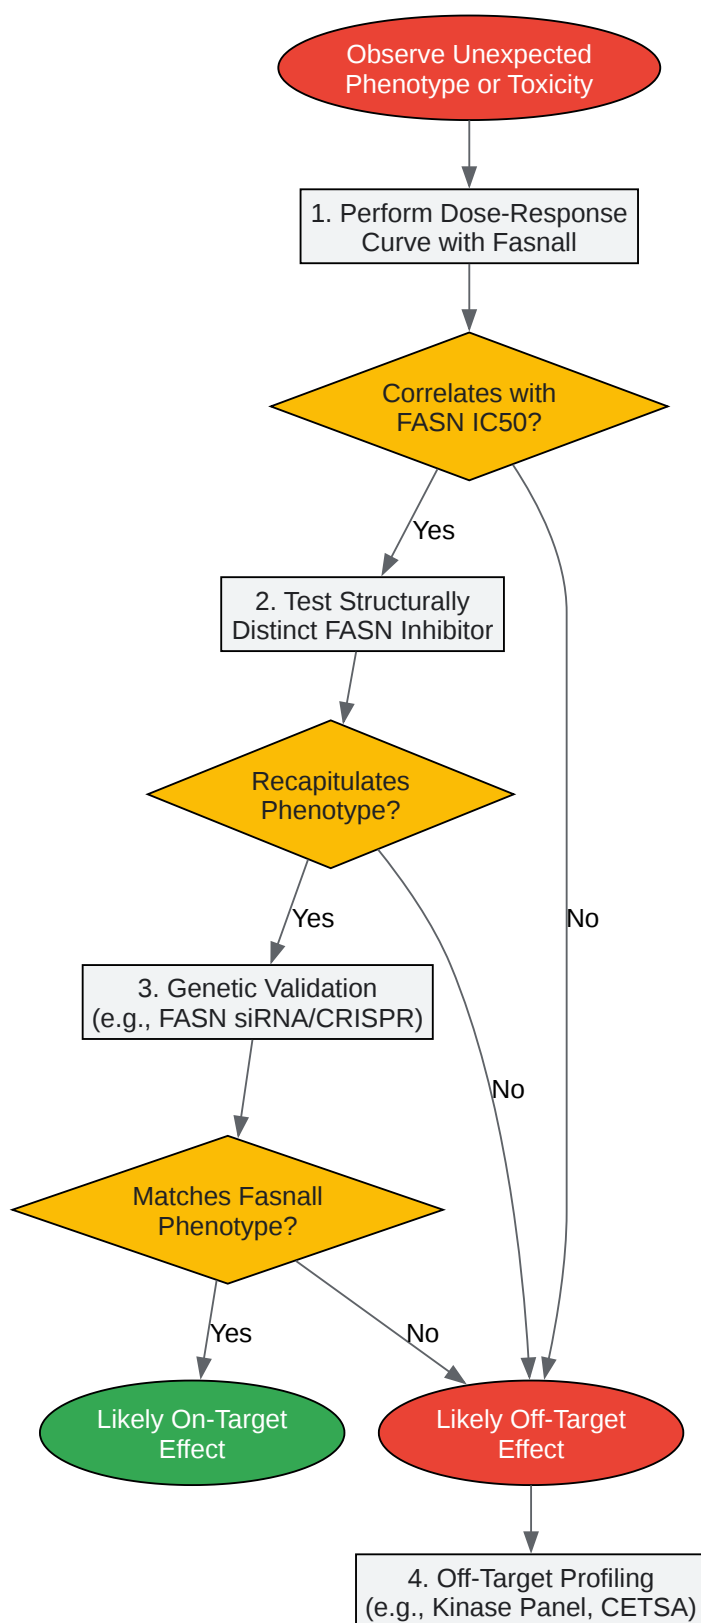 Observe Unexpected
Phenotype or Toxicity
1. Perform Dose-Response
Curve with Fasnall
Correlates with
FASN IC50?
Yes
2. Test Structurally
Distinct FASN Inhibitor
Recapitulates
Phenotype?
Yes
No
3. Genetic Validation
(e.g., FASN siRNA/CRISPR)
No
Matches Fasnall
Phenotype?
Yes
No
Likely On-Target
Effect
Likely Off-Target
Effect
4. Off-Target Profiling
(e.g., Kinase Panel, CETSA)